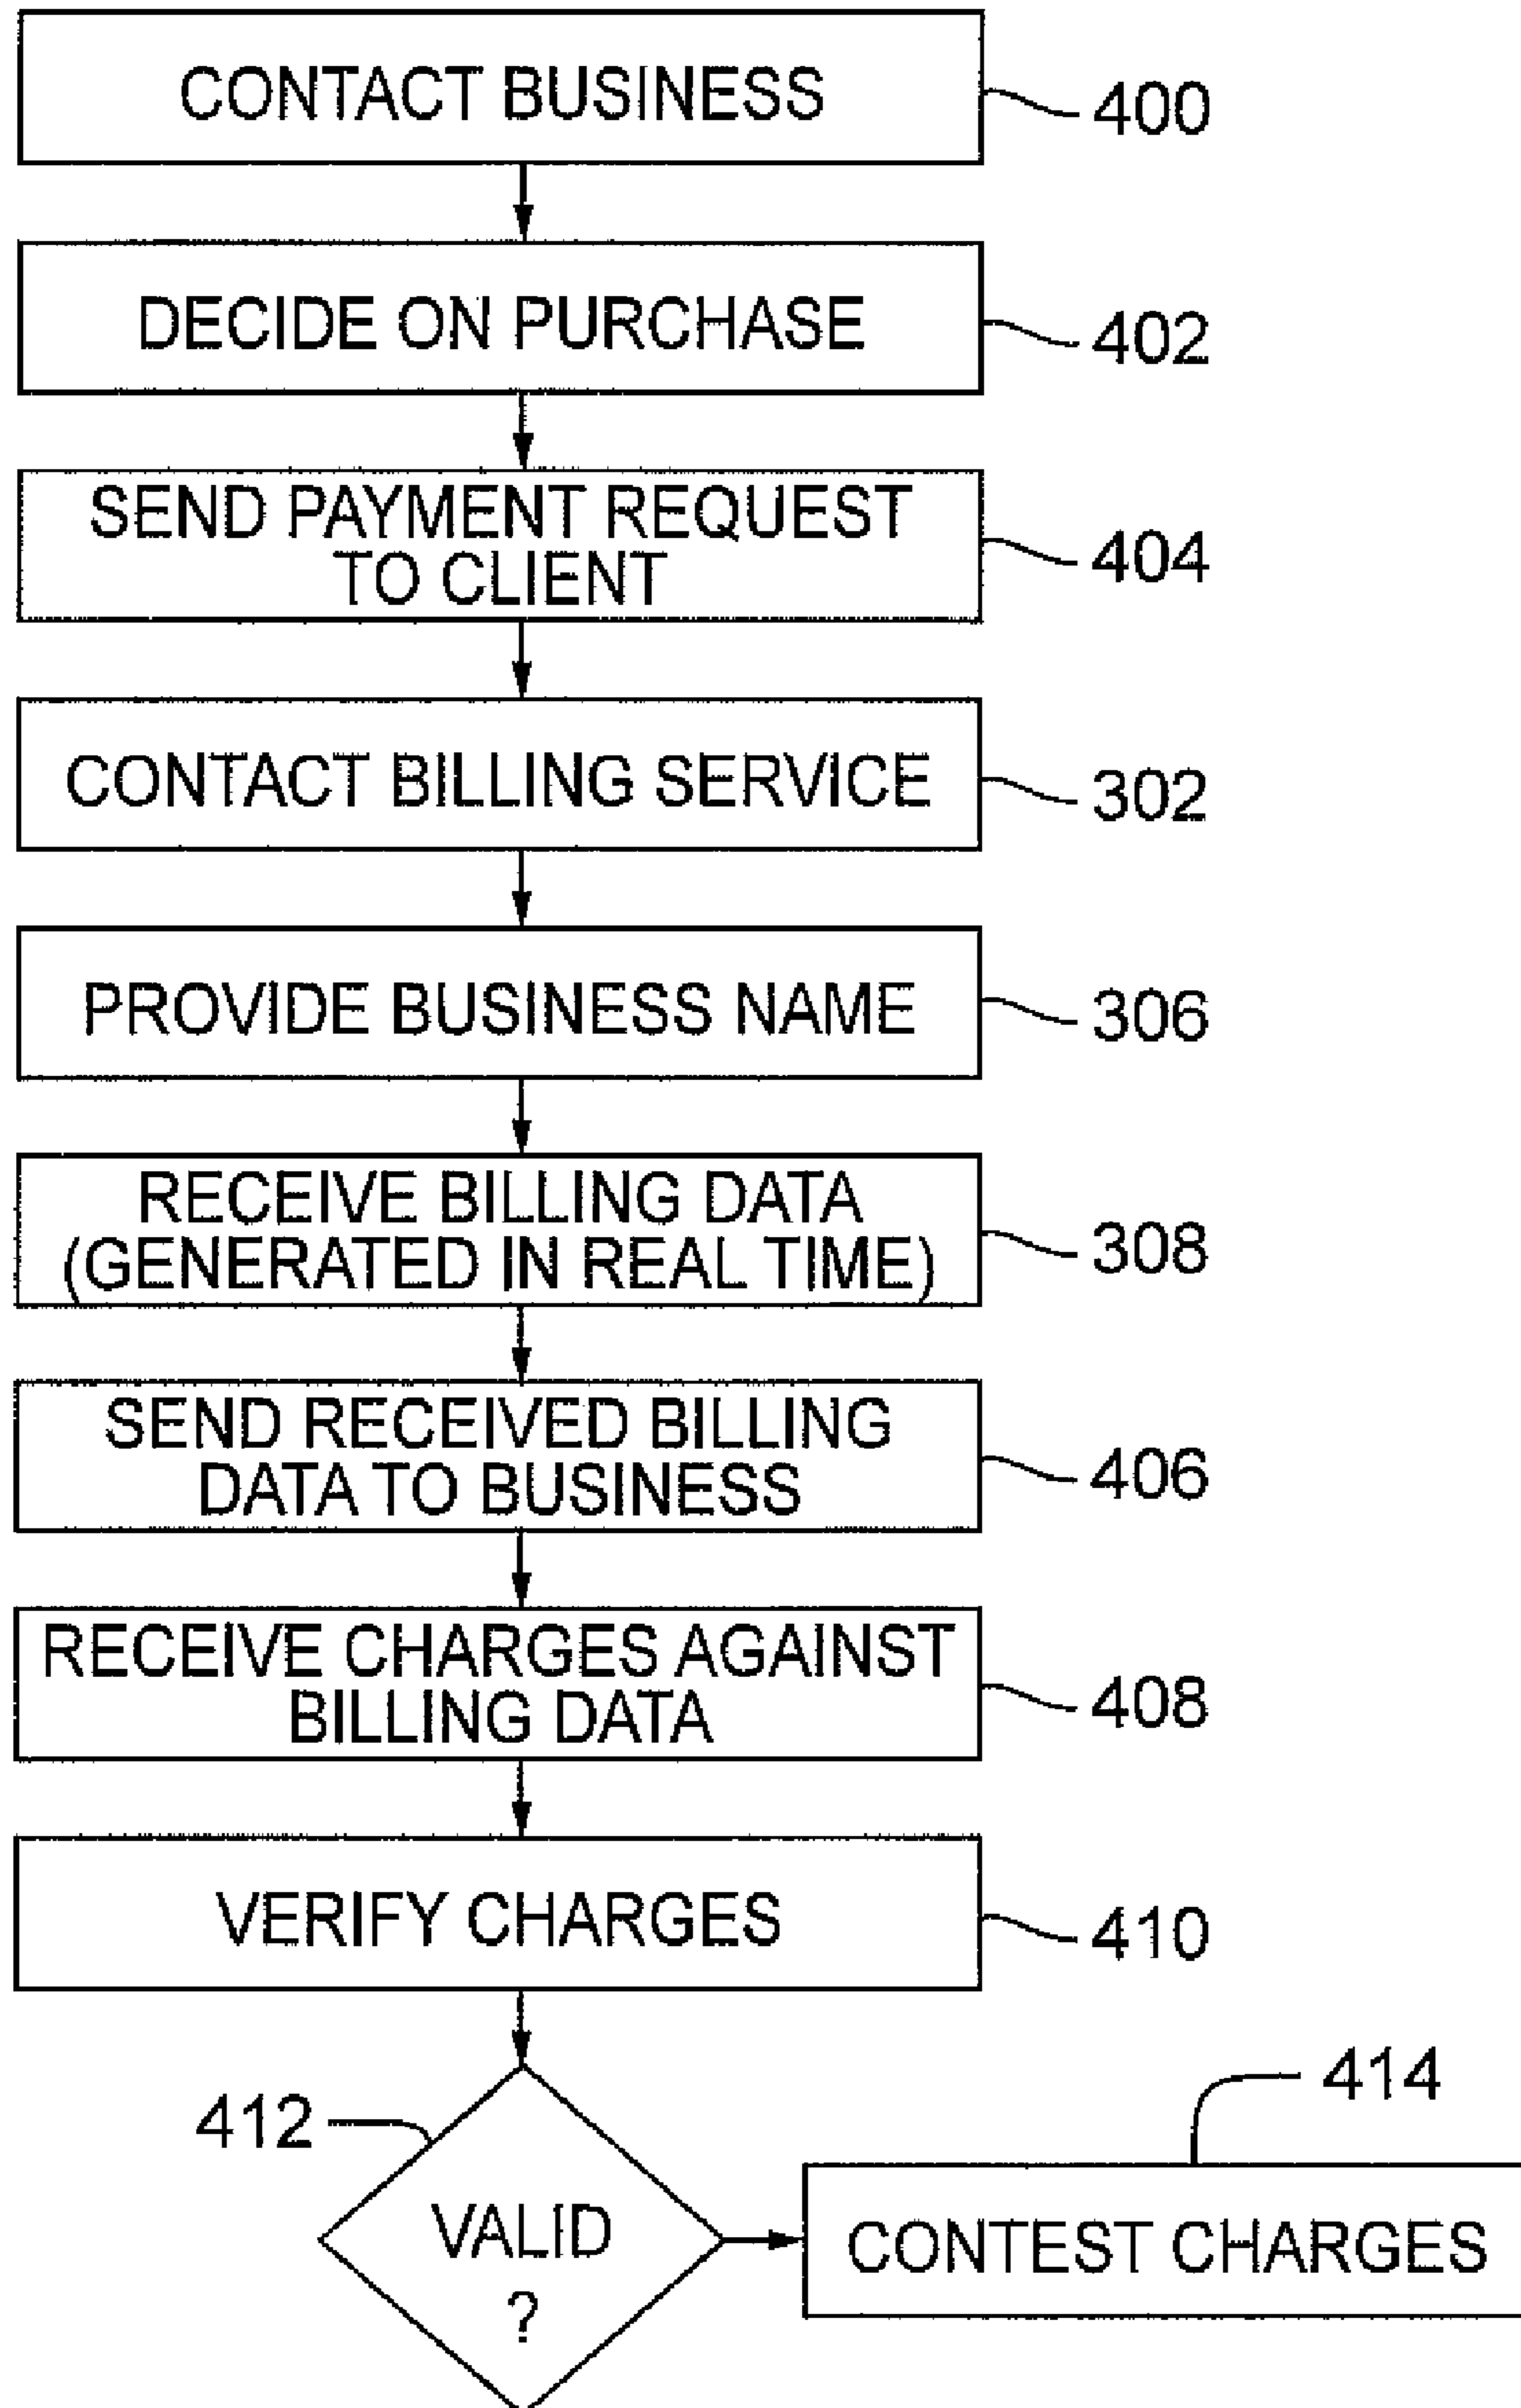 CONTACT BUSINESS
400
DECIDE ON PURCHASE
402
SEND PAYMENT REQUEST
TO CLIENT
404
CONTACT BILLING SERVICE
302
PROVIDE BUSINESS NAME
306
RECEIVE BILLING DATA
(GENERATED IN REAL TIME)
308
SEND RECEIVED BILLING
DATA TO BUSINESS
406
RECEIVE CHARGES AGAINST
BILLING DATA
408
VERIFY CHARGES
410
412
VALID
?
414
CONTEST CHARGES